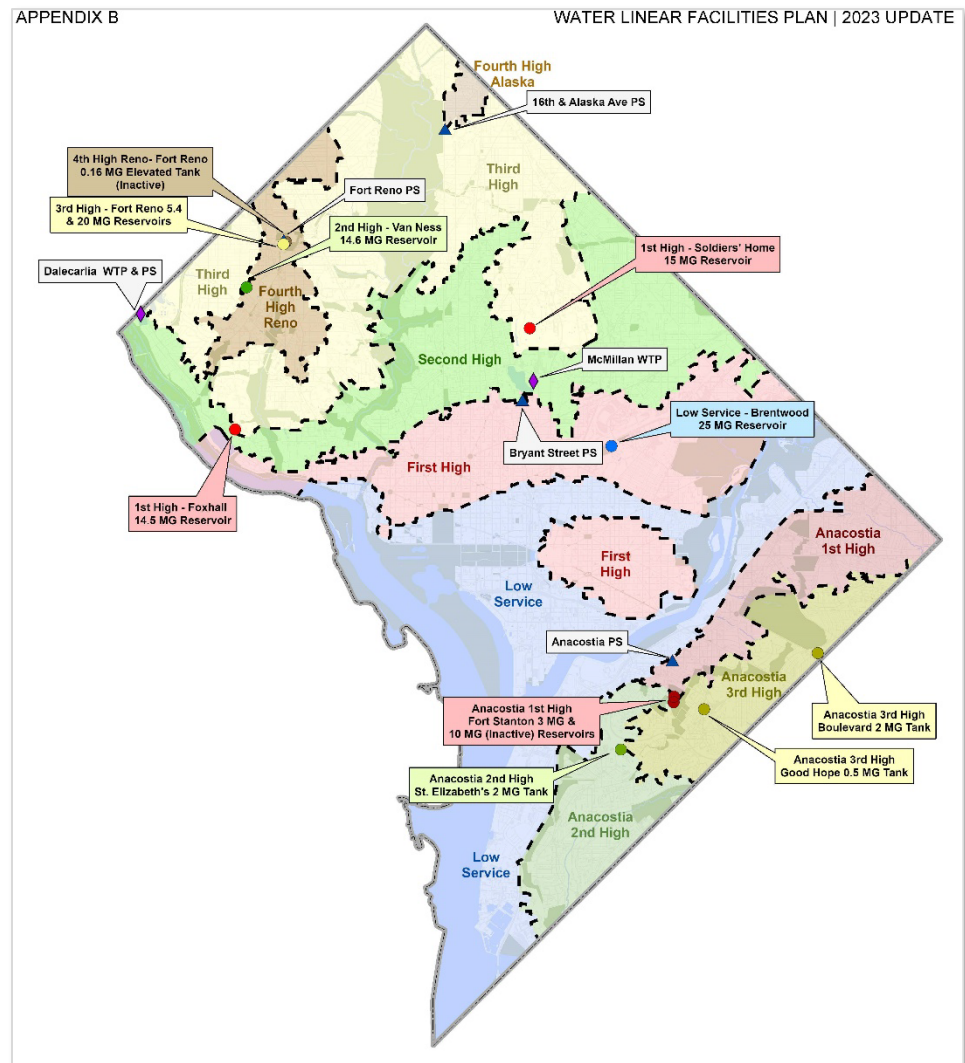 APPENDIX B
WATER LINEAR FACILITIES PLAN | 2023 UPDATE
Fourth High
Alaska
16th & Alaska Ave PS
4th High Reno- Fort Reno
0.16 MG Elevated Tank
(Inactive)
Fort Reno PS
Third
High
3rd High - Fort Reno 5.4
& 20 MG Reservoirs
2nd High - Van Ness
14.6 MG Reservoir
1st High - Soldiers' Home
15 MG Reservoir
Dalecarlia WTP & PS
Third
High
Fourth
High
Reno
Second High
McMillan WTP
Low Service - Brentwood
25 MG Reservoir
Bryant Street PS
First High
1st High - Foxhall
14.5 MG Reservoir
Anacostia
1st High
First
High
Low
Service
Anacostia PS
Anacostia
3rd High
Anacostia 1st High
Fort Stanton 3 MG &
10 MG (Inactive) Reservoirs
Anacostia 3rd High
Boulevard 2 MG Tank
Anacostia 3rd High
Good Hope 0.5 MG Tank
Anacostia 2nd High
St. Elizabeth's 2 MG Tank
Anacostia
2nd High
Low
Service